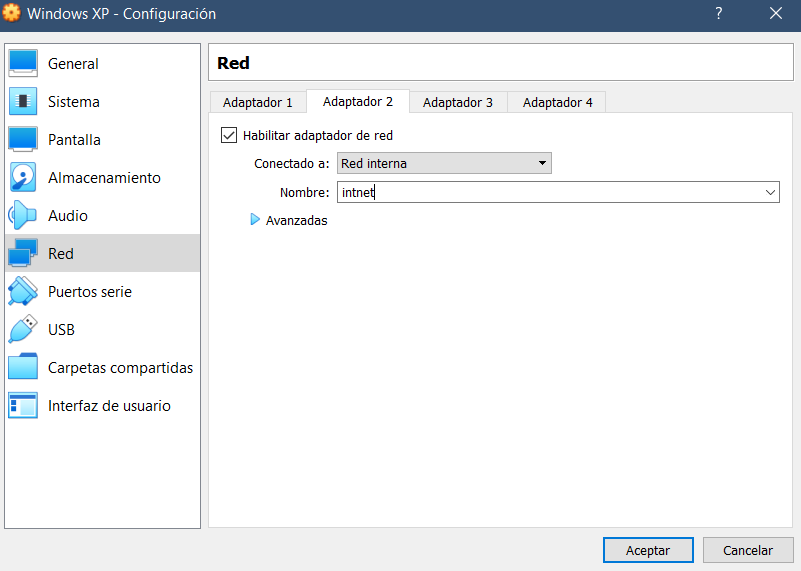 Windows XP - Configuración
?
General
Sistema
Pantalla
Almacenamiento
Audio
Red
Puertos serie
USB
Carpetas compartidas
Interfaz de usuario
Red
Adaptador 1 Adaptador 2 Adaptador 3 Adaptador 4
Habilitar adaptador de red
Conectado a: Red interna
Nombre: intnet
Avanzadas
Aceptar Cancelar